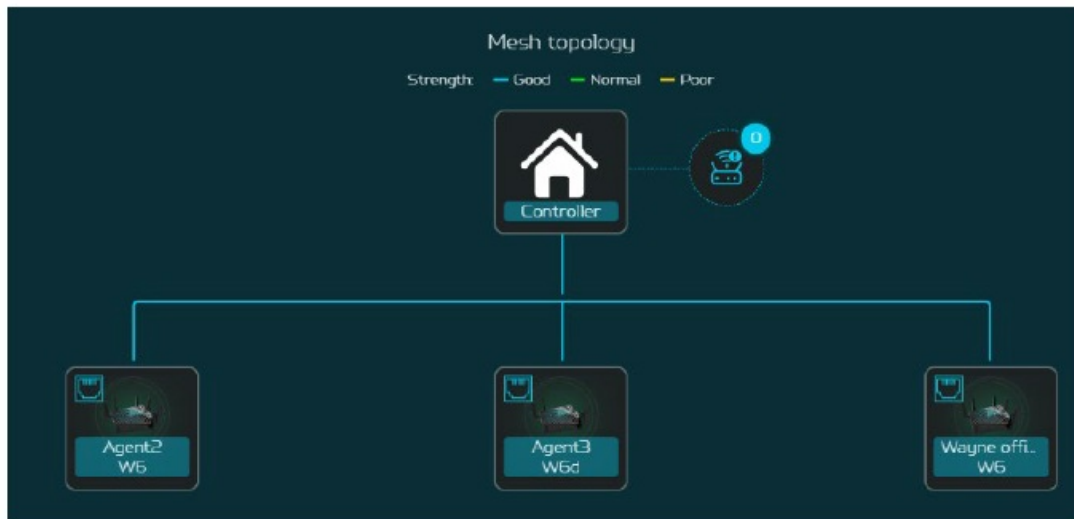 Mesh topology
Strength: Good Normal Poor
0
Controller
Agent2
W6
Agent3
W6d
Wayne offi...
W6